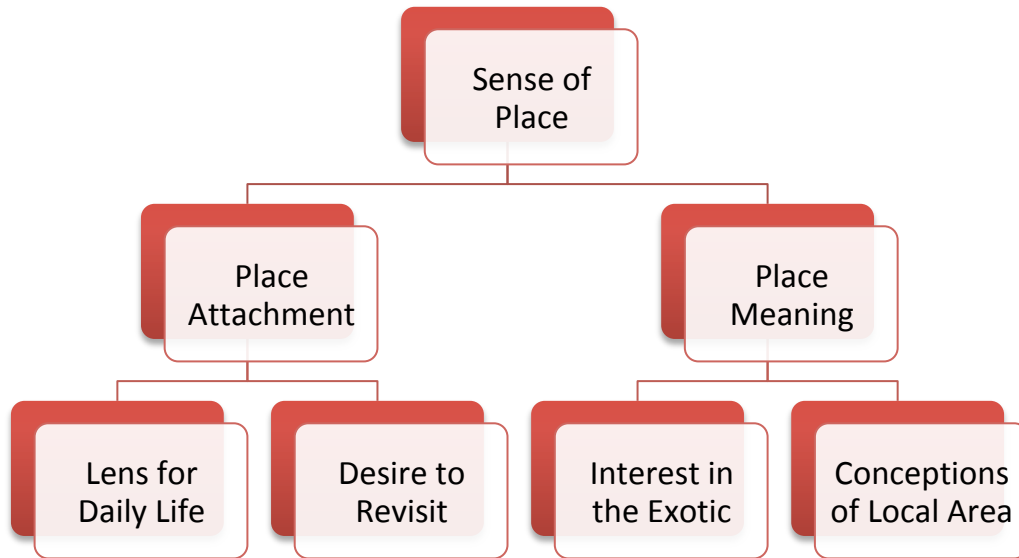 Sense of
Place
Place
Attachment
Place
Meaning
Lens for
Daily Life
Desire to
Revisit
Interest in
the Exotic
Conceptions
of Local Area